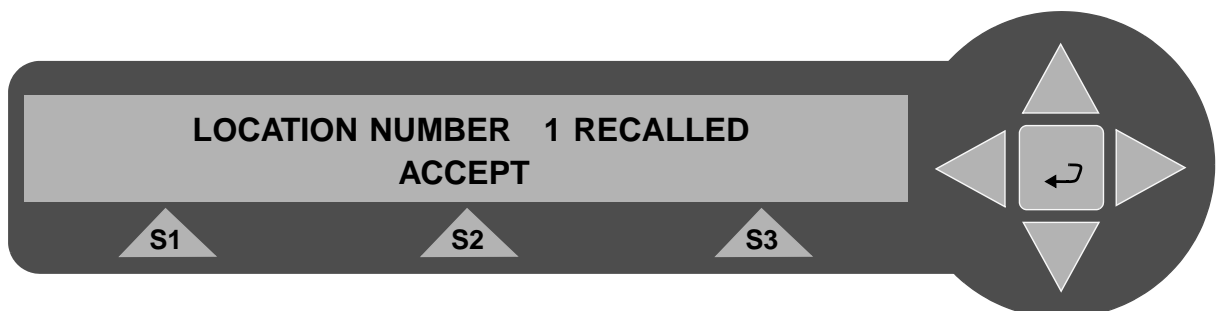 LOCATION NUMBER 1 RECALLED
ACCEPT
S1 S2 S3